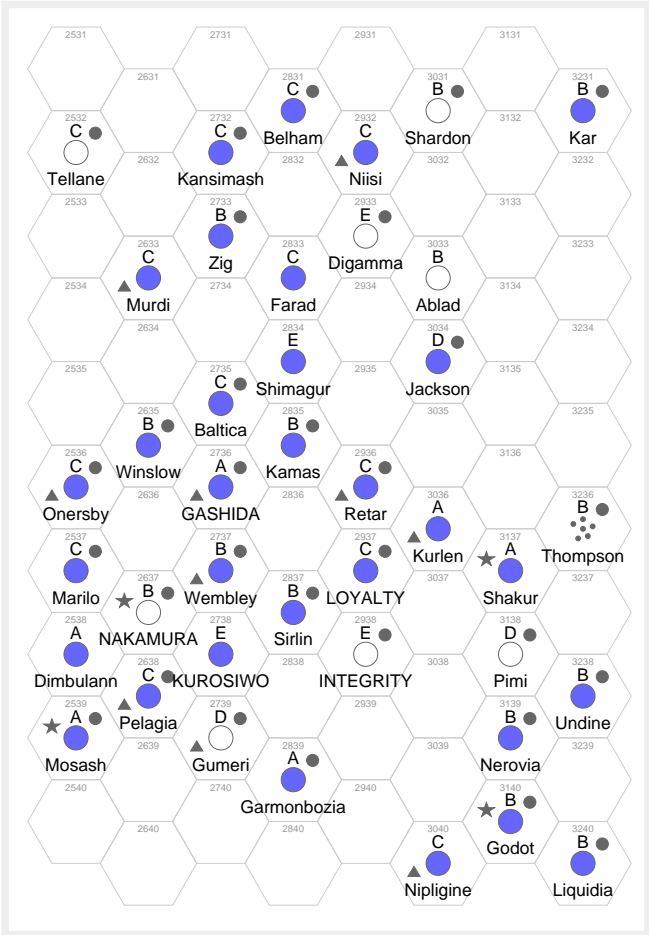 2531
2731
2931
3131
2631
2831
C
Belham
3031
B
Shardon
3231
B
Kar
2532
C
Tellane
2732
C
Kansimash
2932
C
Niisi
3132
2632
2832
3032
3232
2533
2733
B
Zig
2933
E
Digamma
3133
2633
C
Murdi
2833
C
Farad
3033
B
Ablad
3233
2534
2734
2934
3134
2634
2834
E
Shimagur
3034
D
Jackson
3234
2535
2735
C
Baltica
2935
3135
2635
B
Winslow
2835
B
Kamas
3035
3235
2536
C
Onersby
2736
A
GASHIDA
2936
C
Retar
3136
2636
2836
3036
A
Kurlen
3236
B
Thompson
2537
C
Marilo
2737
B
Wembley
2937
C
LOYALTY
3137
A
Shakur
2637
B
NAKAMURA
2837
B
Sirlin
3037
3237
2538
A
Dimbulann
2738
E
KUROSIWO
2938
E
INTEGRITY
3138
D
Pimi
2638
C
Pelagia
2838
3038
3238
B
Undine
2539
A
Mosash
2739
D
Gumeri
2939
3139
B
Nerovia
2639
2839
A
Garmonbozia
3039
3239
2540
2740
2940
3140
B
Godot
2640
2840
3040
C
Nipligine
3240
B
Liquidia